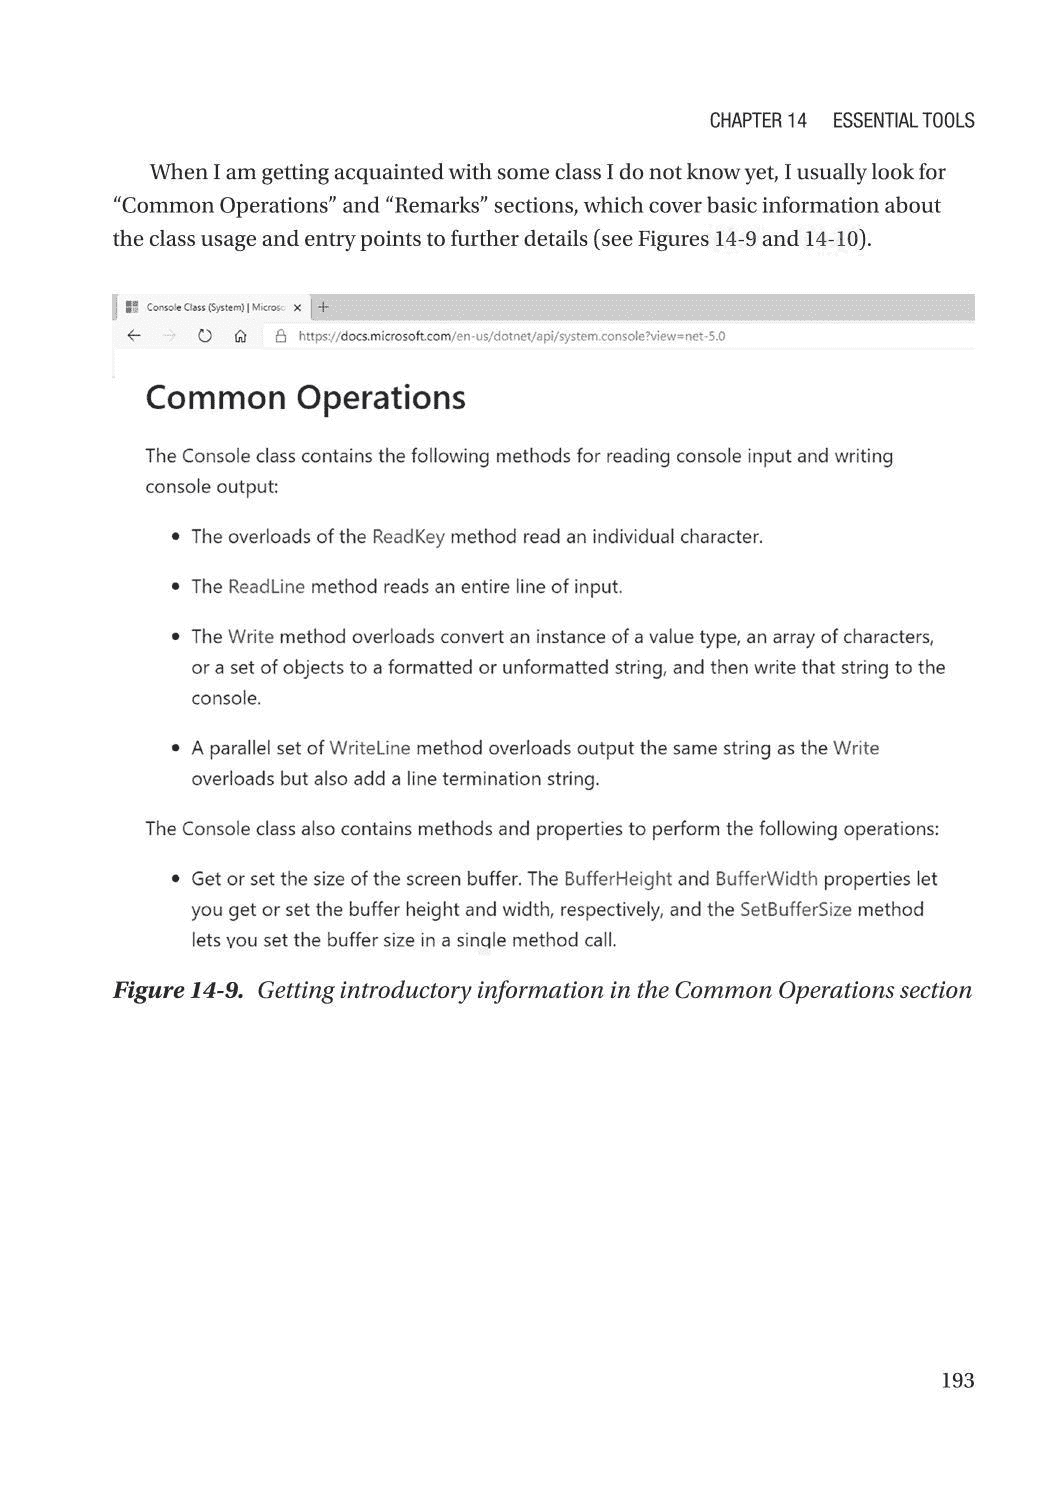 CHAPTER 14 ESSENTIAL TOOLS
When I am getting acquainted with some class I do not know yet, I usually look for
“Common Operations” and “Remarks” sections, which cover basic information about
the class usage and entry points to further details (see Figures 14-9 and 14-10).
Console Class (System) | Microso
https://docs.microsoft.com/en-us/dotnet/api/system.console?view=net-5.0
Common Operations
The Console class contains the following methods for reading console input and writing
console output:
• The overloads of the ReadKey method read an individual character.
• The ReadLine method reads an entire line of input.
• The Write method overloads convert an instance of a value type, an array of characters,
or a set of objects to a formatted or unformatted string, and then write that string to the
console.
• A parallel set of WriteLine method overloads output the same string as the Write
overloads but also add a line termination string.
The Console class also contains methods and properties to perform the following operations:
• Get or set the size of the screen buffer. The BufferHeight and BufferWidth properties let
you get or set the buffer height and width, respectively, and the SetBufferSize method
lets you set the buffer size in a single method call.
Figure 14-9. Getting introductory information in the Common Operations section
193